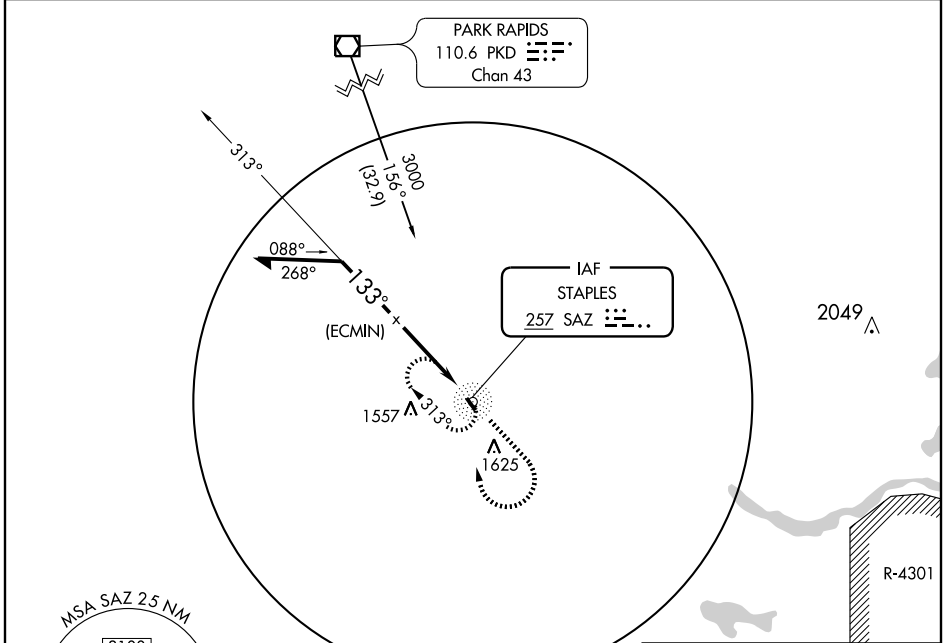 PARK RAPIDS
110.6 PKD
Chan 43
313°
3000
156°
(32.9)
088°
268°
133°
(ECMIN)
IAF
STAPLES
257 SAZ
2049
1557
313°
1625
R-4301
MSA SAZ 25 NM